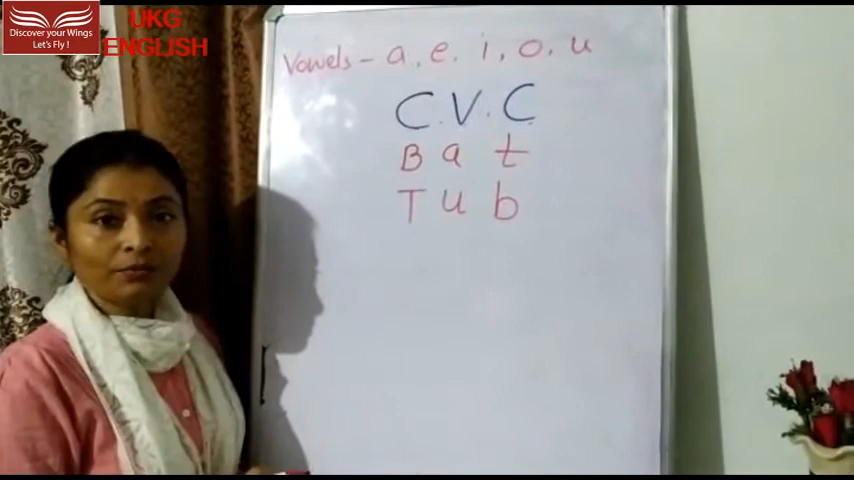 Discover your Wings
Let's Fly !
UKG
ENGLISH
Vowels - a, e, i, o, u
C.V.C
B a t
T u b